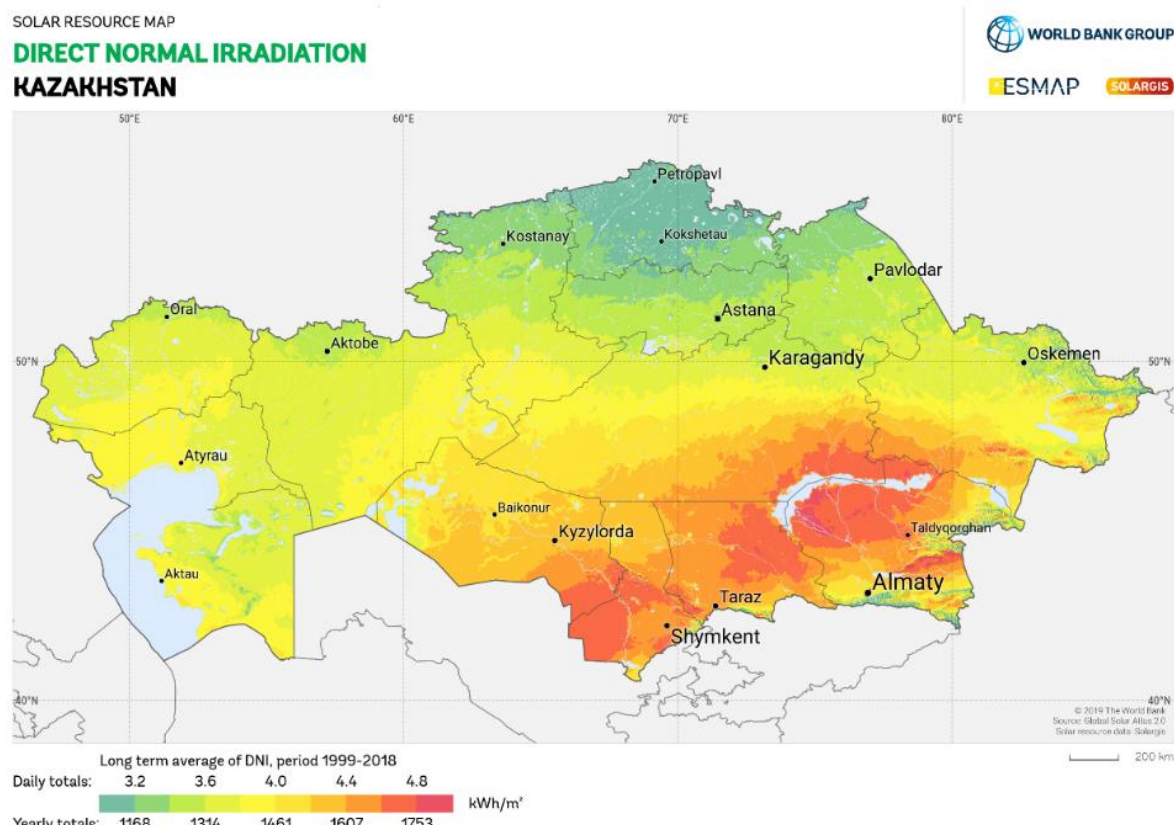 SOLAR RESOURCE MAP
DIRECT NORMAL IRRADIATION
KAZAKHSTAN
WORLD BANK GROUP
ESMAP
SOLARGIS
50°E
60°E
70°E
80°E
Petropavl
Kostanay
Kokshetau
Pavlodar
Oral
Astana
Aktobe
50°N
Karagandy
Oskemen
50°N
Atyrau
Baikonur
Kyzylorda
Taldyqorghan
Aktau
Almaty
Taraz
Shymkent
40°N
40°N
© 2019 The World Bank
Source: Global Solar Atlas 2.0
Solar resource data: Solargis
200 km
Long term average of DNI, period 1999-2018
Daily totals: 3.2 3.6 4.0 4.4 4.8
kWh/m²
Yearly totals: 1168 1314 1461 1607 1753